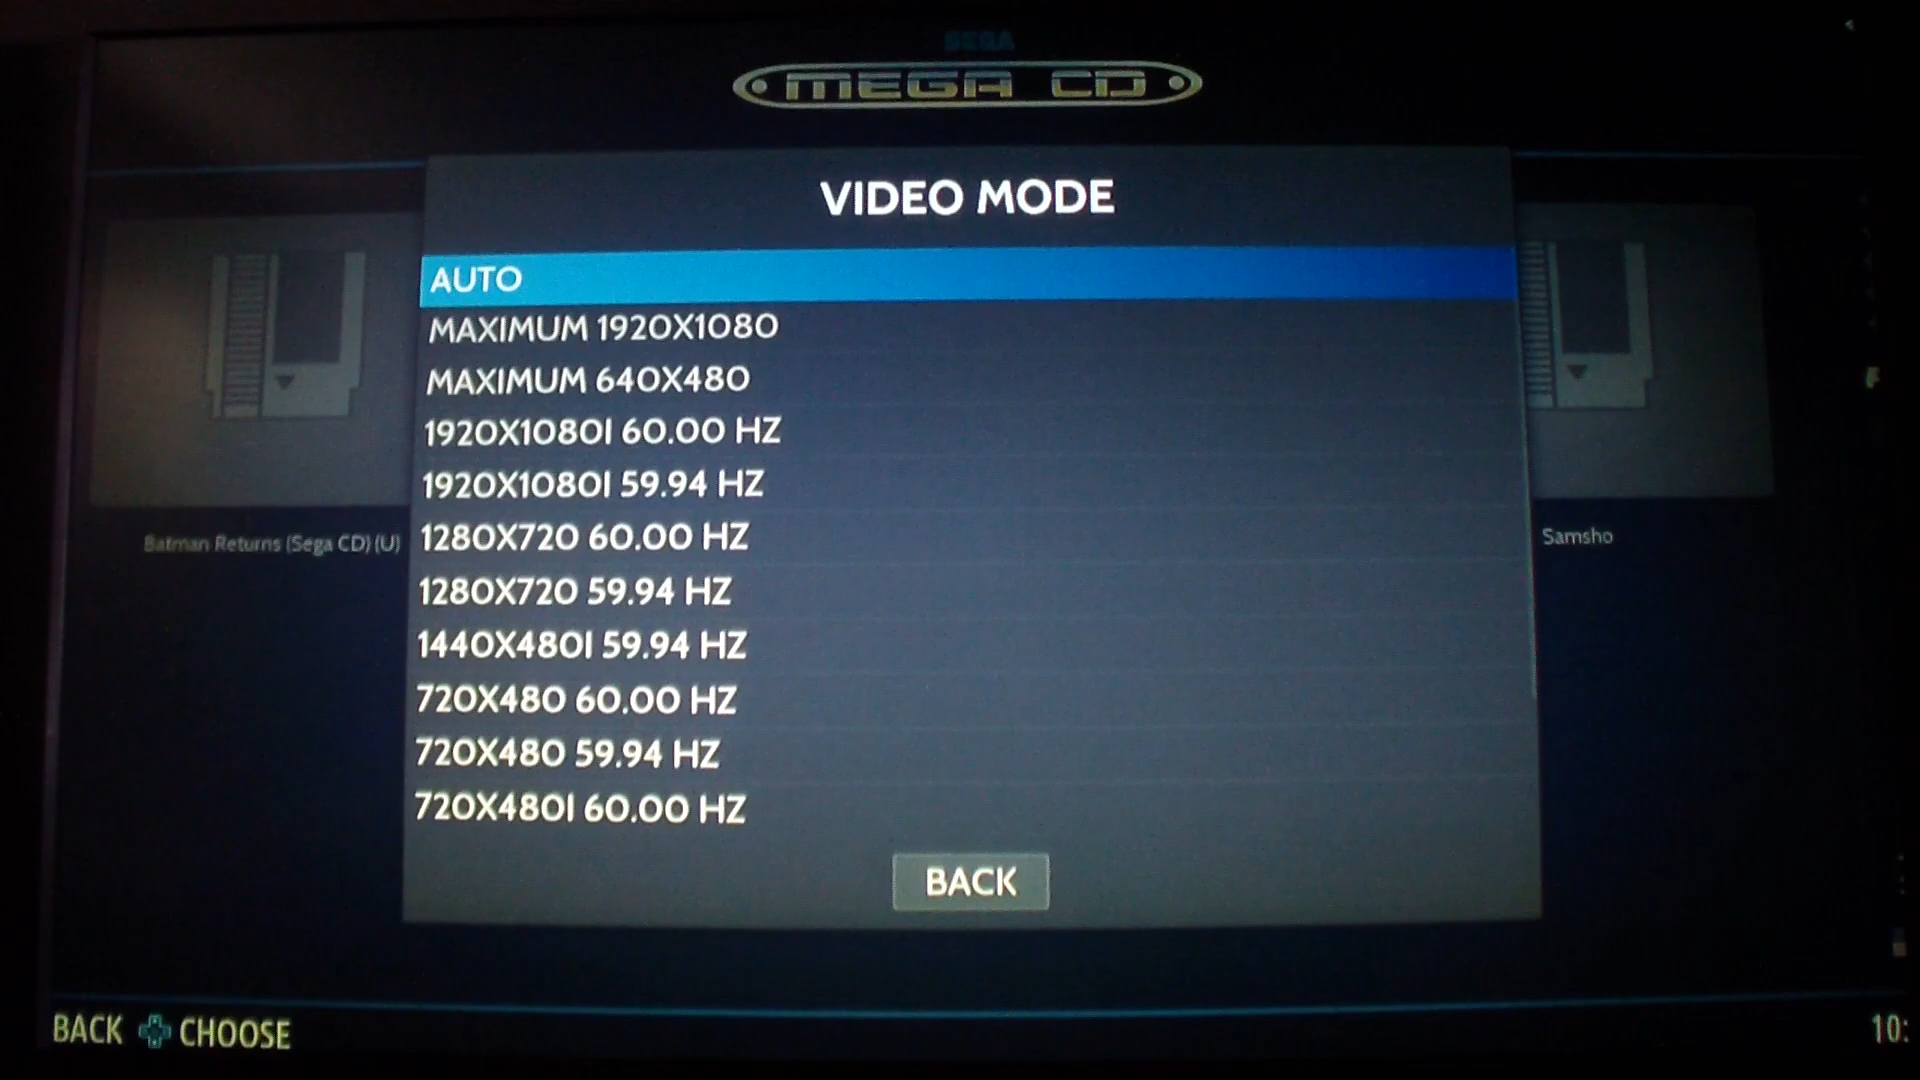 SEGA
MEGA CD
VIDEO MODE
AUTO
MAXIMUM 1920X1080
MAXIMUM 640X480
1920X1080I 60.00 HZ
1920X1080I 59.94 HZ
1280X720 60.00 HZ
1280X720 59.94 HZ
1440X480I 59.94 HZ
720X480 60.00 HZ
720X480 59.94 HZ
720X480I 60.00 HZ
Batman Returns (Sega CD) (U)
Samsho
BACK
BACK CHOOSE
10: